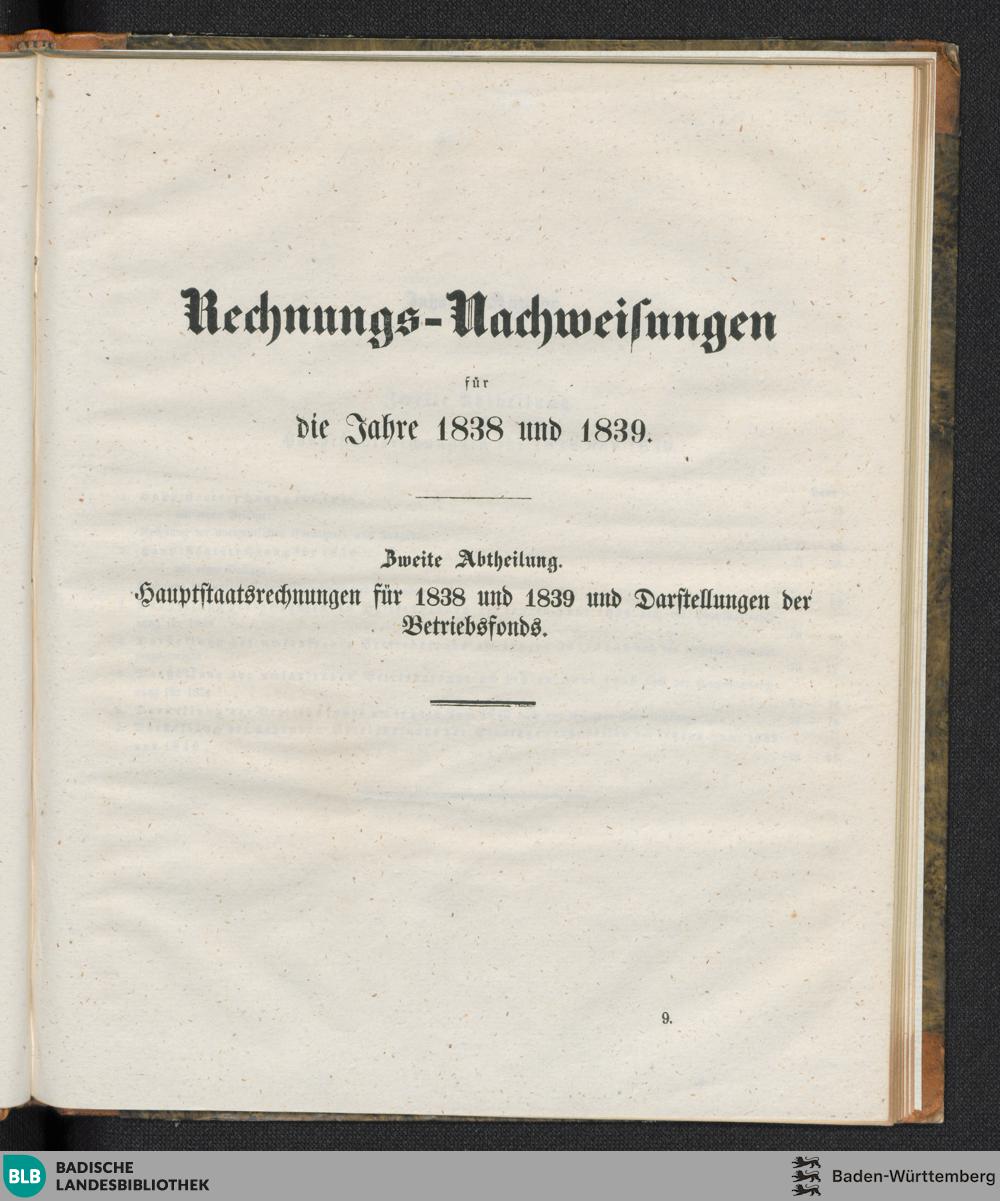 Rechnungs-Nachweisungen
für
die Jahre 1838 und 1839.
Zweite Abtheilung.
Hauptstaatsrechnungen für 1838 und 1839 und Darstellungen der
Betriebsfonds.
9.
BLB BADISCHE
LANDESBIBLIOTHEK
Baden-Württemberg